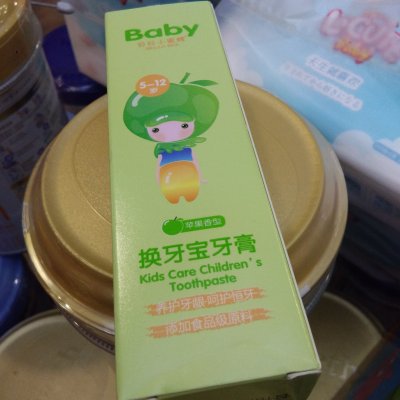 Baby
5-12
岁
苹果香型
换牙宝牙膏
Kids Care Children's
Toothpaste
养护牙龈·呵护恒牙
添加食品级原料